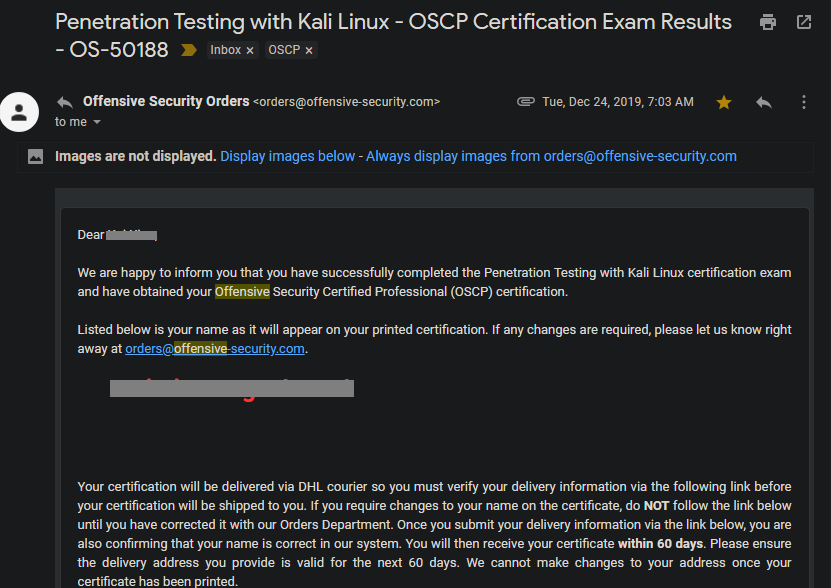 Penetration Testing with Kali Linux - OSCP Certification Exam Results
- OS-50188 Inbox x OSCP x
Offensive Security Orders <orders@offensive-security.com> Tue, Dec 24, 2019, 7:03 AM
to me
Images are not displayed. Display images below - Always display images from orders@offensive-security.com
Dear
We are happy to inform you that you have successfully completed the Penetration Testing with Kali Linux certification exam
and have obtained your Offensive Security Certified Professional (OSCP) certification.
Listed below is your name as it will appear on your printed certification. If any changes are required, please let us know right
away at orders@offensive-security.com.
Your certification will be delivered via DHL courier so you must verify your delivery information via the following link before
your certification will be shipped to you. If you require changes to your name on the certificate, do NOT follow the link below
until you have corrected it with our Orders Department. Once you submit your delivery information via the link below, you are
also confirming that your name is correct in our system. You will then receive your certificate within 60 days. Please ensure
the delivery address you provide is valid for the next 60 days. We cannot make changes to your address once your
certificate has been printed.